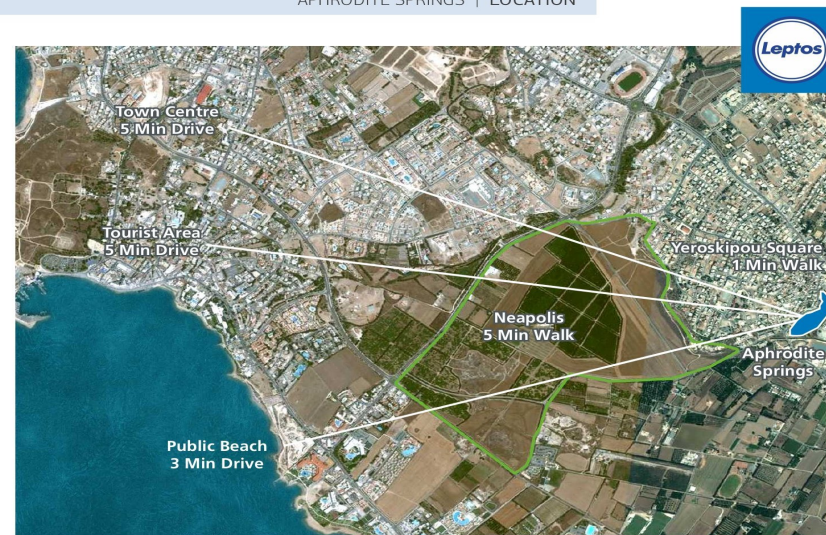 APHRODITE SPRINGS | LOCATION
Leptos
Town Centre
5 Min Drive
Tourist Area
5 Min Drive
Yeroskipou Square
1 Min Walk
Neapolis
5 Min Walk
Aphrodite
Springs
Public Beach
3 Min Drive